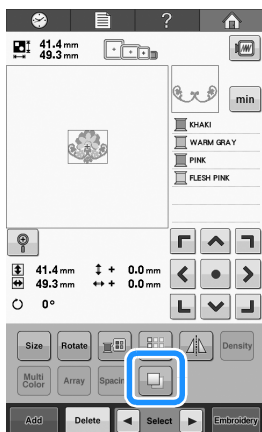 ?
41.4 mm
49.3 mm
min
KHAKI
WARM GRAY
PINK
FLESH PINK
41.4 mm + 0.0 mm
49.3 mm + 0.0 mm
0°
Size Rotate Density
Multi Color Array Spacin
Add Delete Select Embroidery